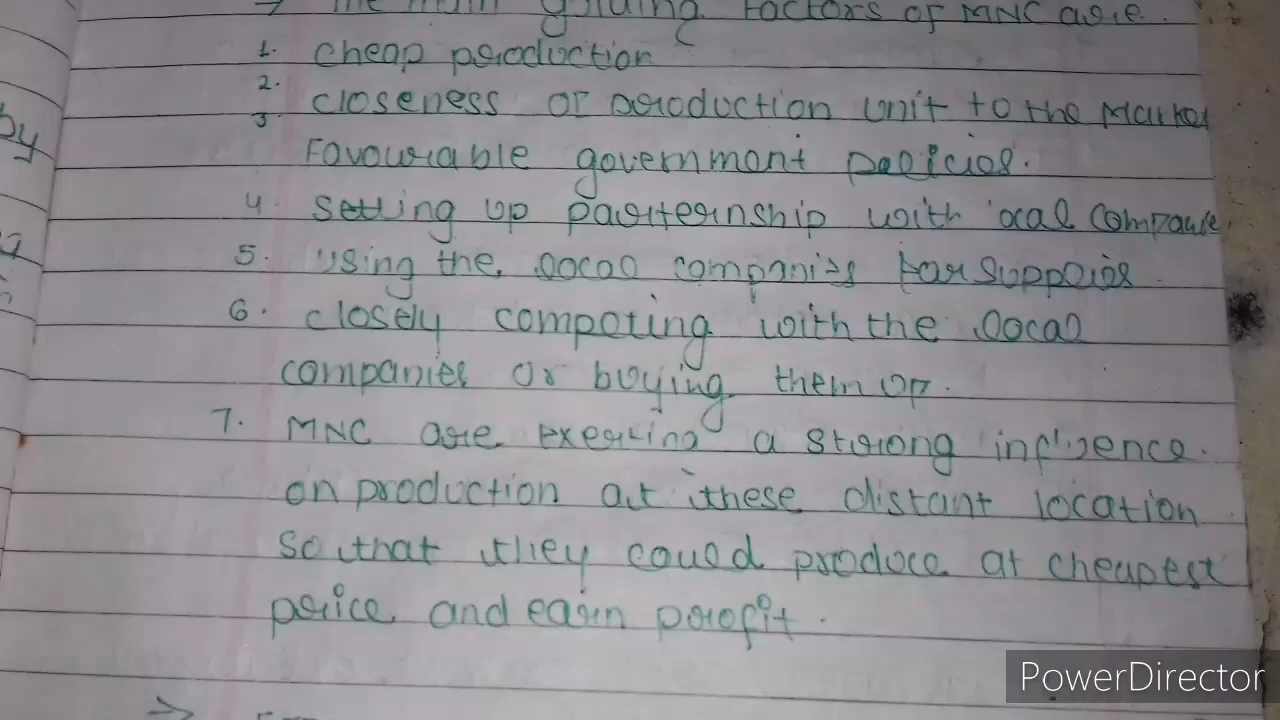 → The main guiding factors of MNC are
1. cheap production
2. closeness of production unit to the Market
3 Favourable government policies.
4 setting up partnership with local
5. using the local companies for supplies
6. closely competing with the local
companies or buying them up.
7. MNC are exerting a strong influence.
on production at these distant location
so that they could produce at cheapest
price and earn profit.
→
by
PowerDirector